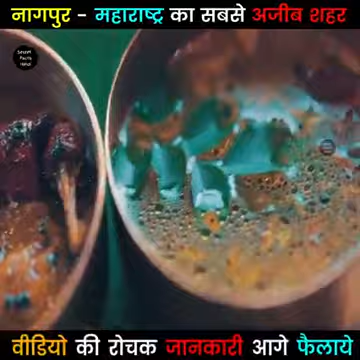 नागपुर - महाराष्ट्र का सबसे अजीब शहर
वीडियो की रोचक जानकारी आगे फैलाये